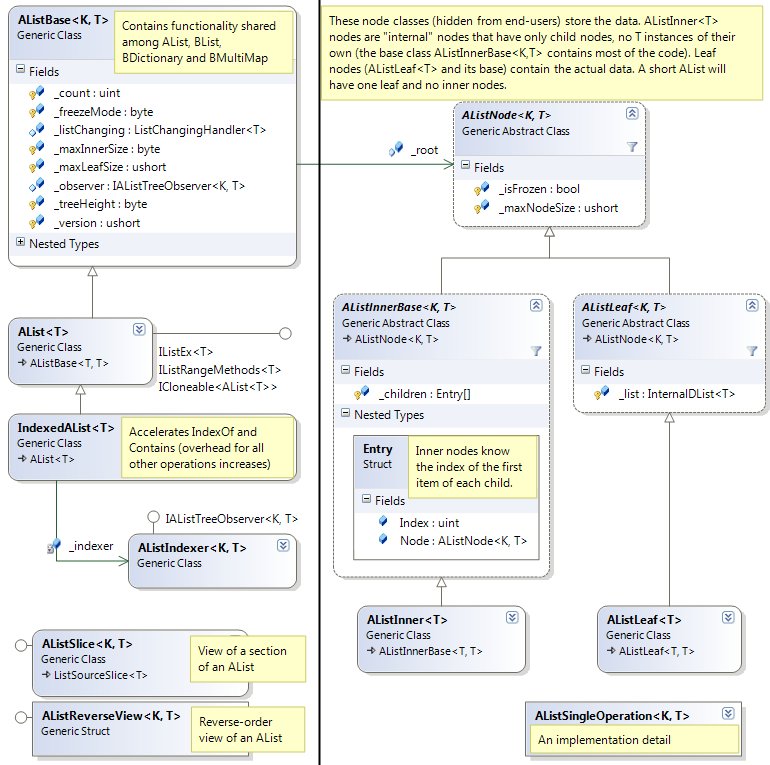 AListBase<K, T>
Generic Class
Contains functionality shared
among AList, BList,
BDictionary and BMultiMap
Fields
_count : uint
_freezeMode : byte
_listChanging : ListChangingHandler<T>
_maxInnerSize : byte
_maxLeafSize : ushort
_observer : IAListTreeObserver<K, T>
_treeHeight : byte
_version : ushort
Nested Types
AList<T>
Generic Class
AListBase<T, T>
IListEx<T>
IListRangeMethods<T>
ICloneable<AList<T>>
IndexedAList<T>
Generic Class
AList<T>
Accelerates IndexOf and
Contains (overhead for all
other operations increases)
_indexer
IAListTreeObserver<K, T>
AListIndexer<K, T>
Generic Class
AListSlice<K, T>
Generic Class
ListSourceSlice<T>
View of a section
of an AList
AListReverseView<K, T>
Generic Struct
Reverse-order
view of an AList
These node classes (hidden from end-users) store the data. AListInner<T>
nodes are "internal" nodes that have only child nodes, no T instances of their
own (the base class AListInnerBase<K,T> contains most of the code). Leaf
nodes (AListLeaf<T> and its base) contain the actual data. A short AList will
have one leaf and no inner nodes.
_root
AListNode<K, T>
Generic Abstract Class
Fields
_isFrozen : bool
_maxNodeSize : ushort
AListInnerBase<K, T>
Generic Abstract Class
AListNode<K, T>
Fields
_children : Entry[]
Nested Types
Entry
Struct
Inner nodes know
the index of the first
item of each child.
Fields
Index : uint
Node : AListNode<K, T>
AListLeaf<K, T>
Generic Abstract Class
AListNode<K, T>
Fields
_list : InternalDList<T>
AListInner<T>
Generic Class
AListInnerBase<T, T>
AListLeaf<T>
Generic Class
AListLeaf<T, T>
AListSingleOperation<K, T>
An implementation detail